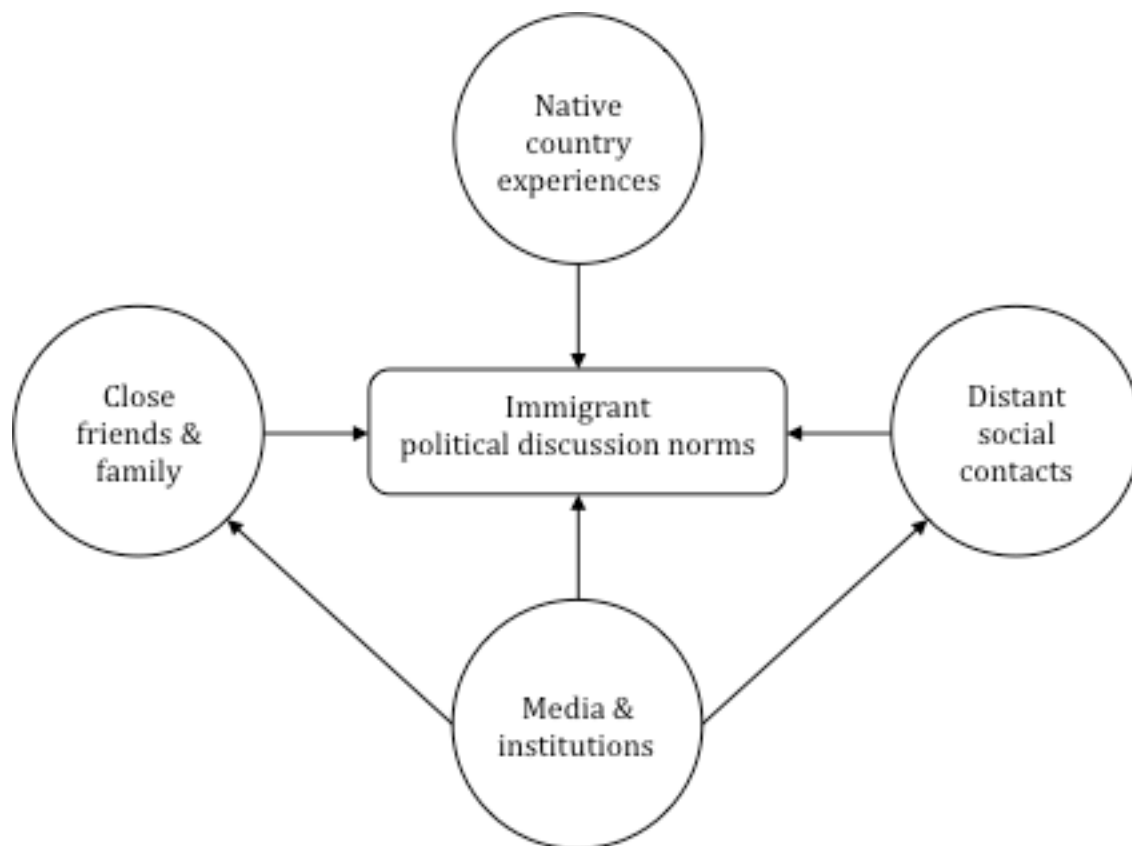 Native
country
experiences
Close
friends &
family
Immigrant
political discussion norms
Distant
social
contacts
Media &
institutions